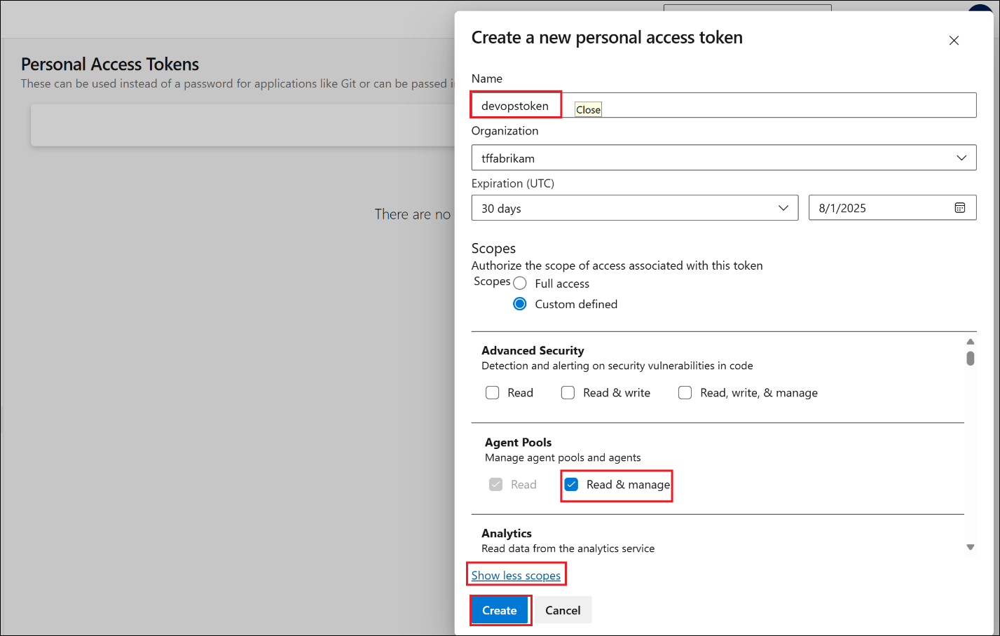 Personal Access Tokens
These can be used instead of a password for applications like Git or can be passed i
There are no
Create a new personal access token
Name
devopstoken
Close
Organization
tffabrikam
Expiration (UTC)
30 days
8/1/2025
Scopes
Authorize the scope of access associated with this token
Scopes
Full access
Custom defined
Advanced Security
Detection and alerting on security vulnerabilities in code
Read Read & write Read, write, & manage
Agent Pools
Manage agent pools and agents
Read Read & manage
Analytics
Read data from the analytics service
Show less scopes
Create Cancel